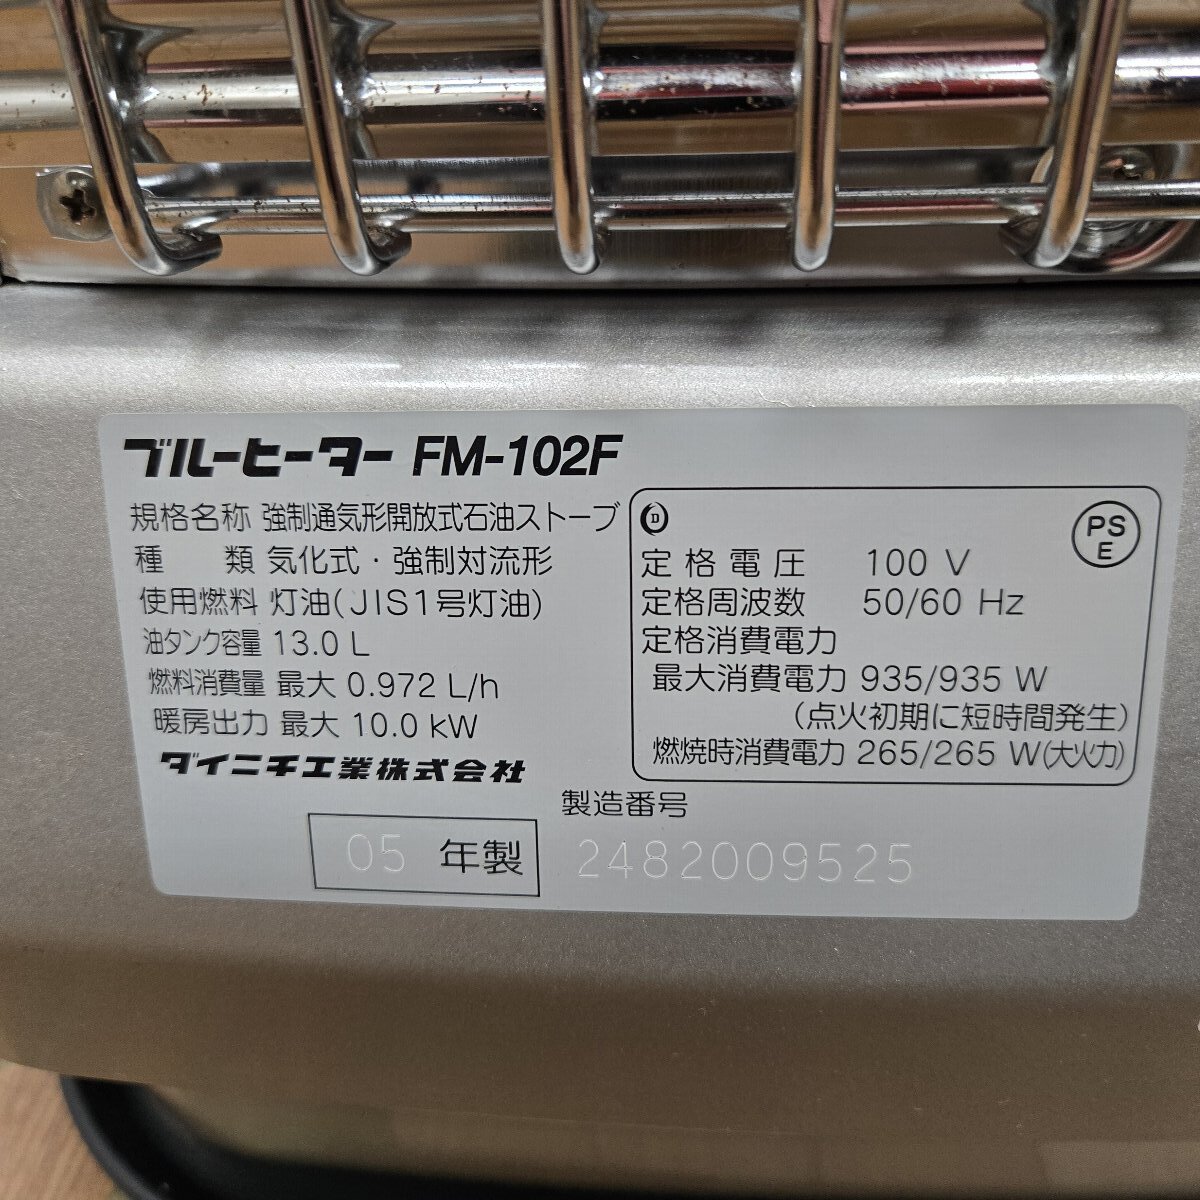 ブルーヒーター FM-102F
規格名称 強制通気形開放式石油ストーブ
種 類 気化式・強制対流形
使用燃料 灯油(JIS1号灯油)
油タンク容量 13.0 L
燃料消費量 最大 0.972 L/h
暖房出力 最大 10.0 kW
ダイニチ工業株式会社
05 年製
D
PS
E
定格電圧 100 V
定格周波数 50/60 Hz
定格消費電力
最大消費電力 935/935 W
(点火初期に短時間発生)
燃焼時消費電力 265/265 W(大火力)
製造番号
2482009525